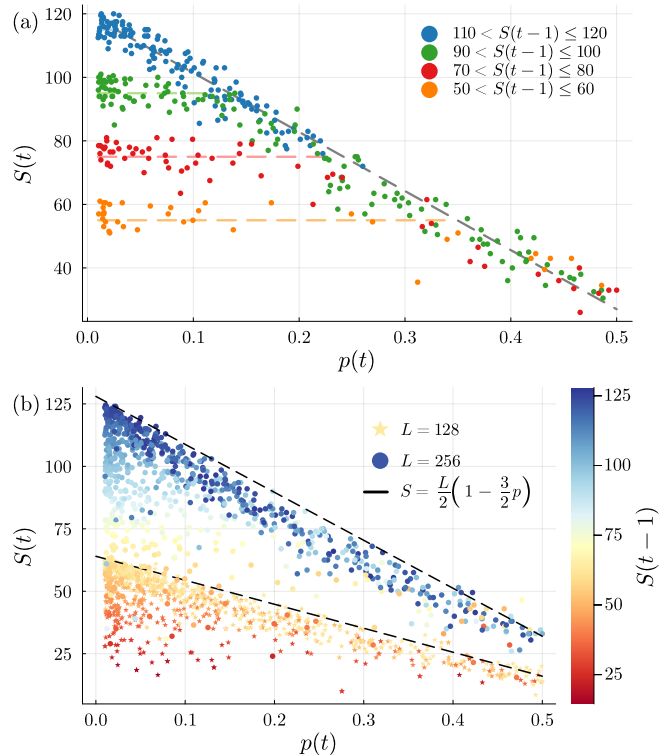 (a)
120
100
80
60
40
S(t)
110 < S(t−1) ≤ 120
90 < S(t−1) ≤ 100
70 < S(t−1) ≤ 80
50 < S(t−1) ≤ 60
0.0 0.1 0.2 0.3 0.4 0.5
p(t)
(b)
125
100
75
50
25
S(t)
L = 128
L = 256
S = L/2(1 − 3/2p)
0.0 0.1 0.2 0.3 0.4 0.5
p(t)
125
100
75
50
25
S(t−1)